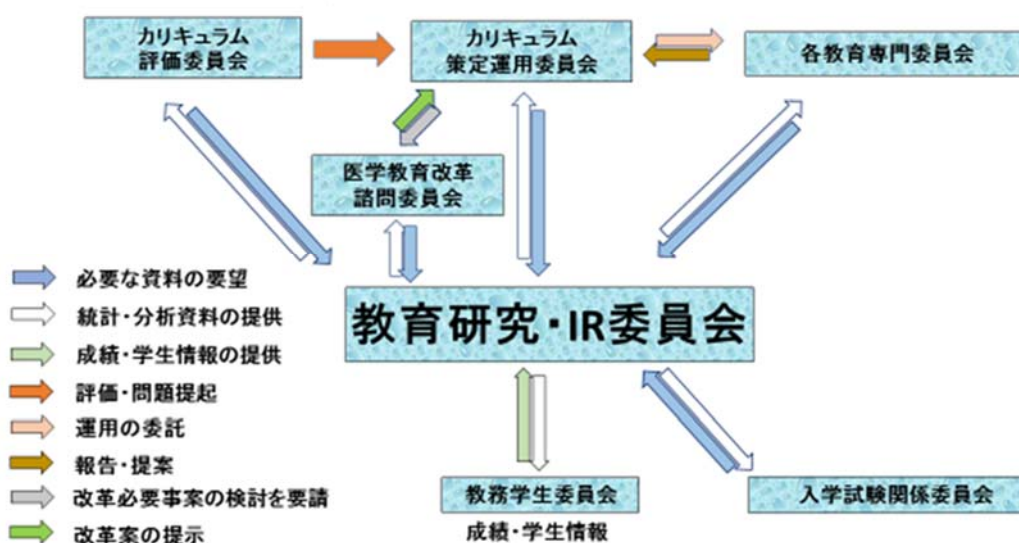 カリキュラム
評価委員会
カリキュラム
策定運用委員会
各教育専門委員会
医学教育改革
諮問委員会
教育研究・IR委員会
必要な資料の要望
統計・分析資料の提供
成績・学生情報の提供
評価・問題提起
運用の委託
報告・提案
改革必要事案の検討を要請
改革案の提示
教務学生委員会
成績・学生情報
入学試験関係委員会